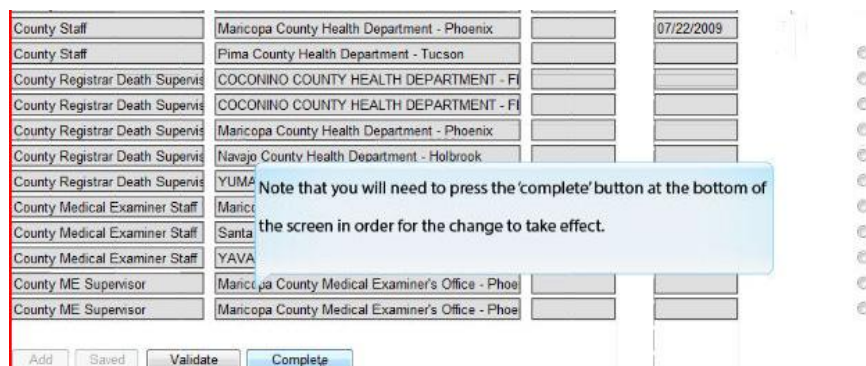 County Staff Maricopa County Health Department - Phoenix 07/22/2009
County Staff Pima County Health Department - Tucson
County Registrar Death Supervis COCONINO COUNTY HEALTH DEPARTMENT - Fl
County Registrar Death Supervis COCONINO COUNTY HEALTH DEPARTMENT - Fl
County Registrar Death Supervis Maricopa County Health Department - Phoenix
County Registrar Death Supervis Navajo County Health Department - Holbrook
County Registrar Death Supervis YUMA
Note that you will need to press the 'complete' button at the bottom of
County Medical Examiner Staff Marico
County Medical Examiner Staff Santa
the screen in order for the change to take effect.
County Medical Examiner Staff YAVA
County ME Supervisor Maricopa County Medical Examiner's Office - Phoe
County ME Supervisor Maricopa County Medical Examiner's Office - Phoe
Add Saved Validate Complete